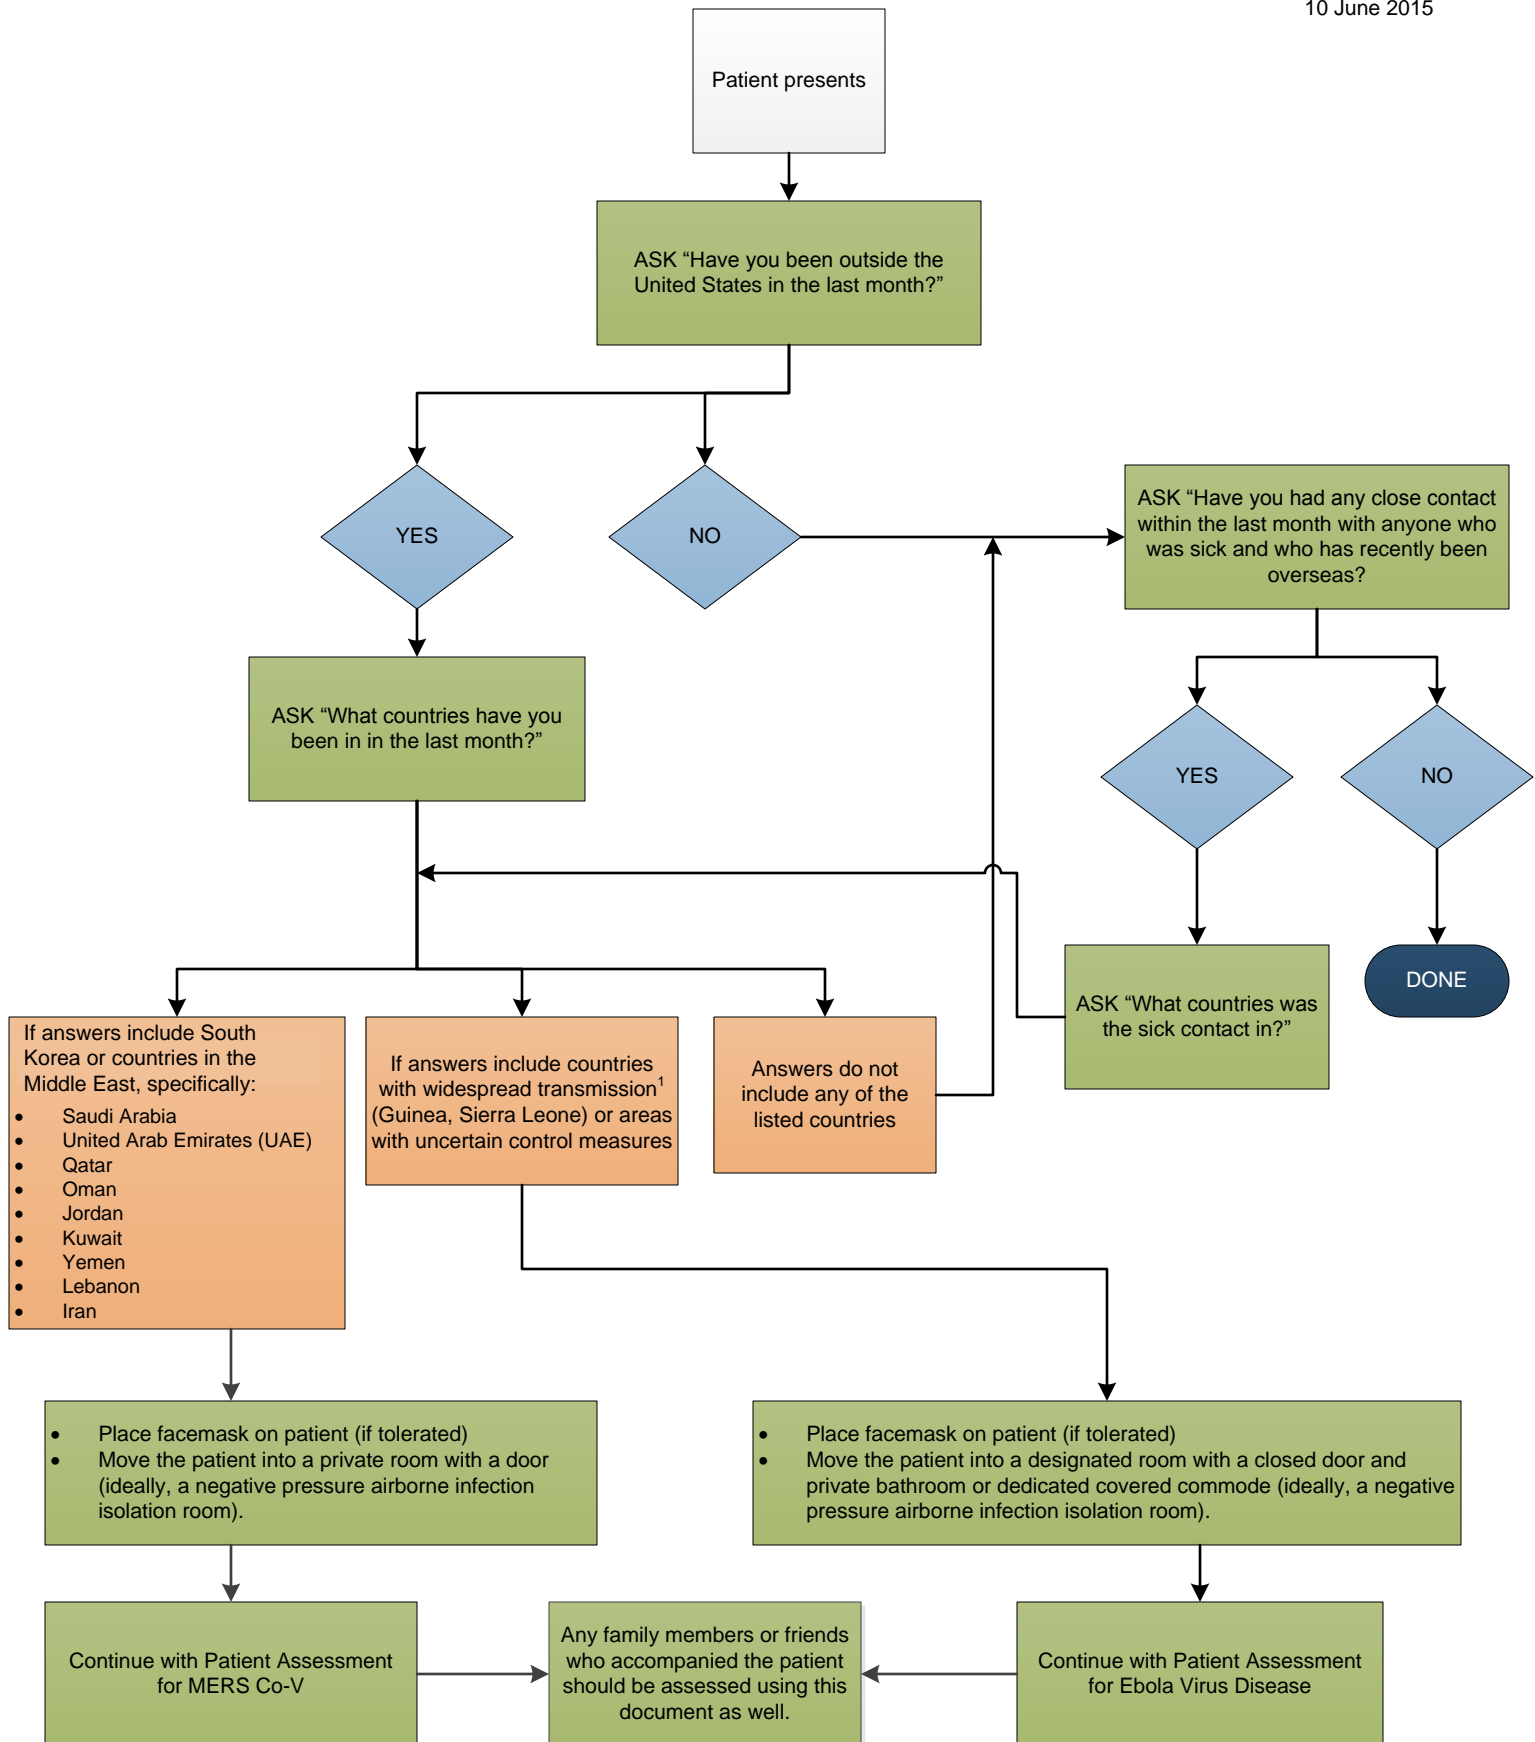 10 June 2015
Patient presents
ASK “Have you been outside the
United States in the last month?”
YES
NO
ASK “Have you had any close contact
within the last month with anyone who
was sick and who has recently been
overseas?
ASK “What countries have you
been in in the last month?”
YES
NO
ASK “What countries was
the sick contact in?”
DONE
If answers include South
Korea or countries in the
Middle East, specifically:
• Saudi Arabia
• United Arab Emirates (UAE)
• Qatar
• Oman
• Jordan
• Kuwait
• Yemen
• Lebanon
• Iran
If answers include countries
with widespread transmission¹
(Guinea, Sierra Leone) or areas
with uncertain control measures
Answers do not
include any of the
listed countries
• Place facemask on patient (if tolerated)
• Move the patient into a private room with a door
(ideally, a negative pressure airborne infection
isolation room).
• Place facemask on patient (if tolerated)
• Move the patient into a designated room with a closed door and
private bathroom or dedicated covered commode (ideally, a negative
pressure airborne infection isolation room).
Continue with Patient Assessment
for MERS Co-V
Any family members or friends
who accompanied the patient
should be assessed using this
document as well.
Continue with Patient Assessment
for Ebola Virus Disease